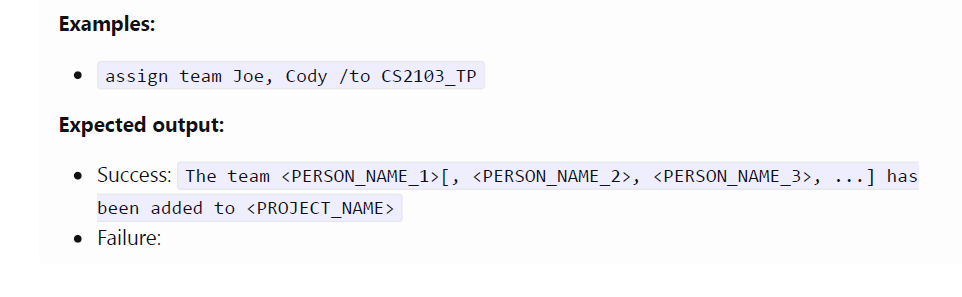 Examples:
assign team Joe, Cody /to CS2103_TP
Expected output:
Success: The team <PERSON_NAME_1>[, <PERSON_NAME_2>, <PERSON_NAME_3>, ...] has
been added to <PROJECT_NAME>
Failure: